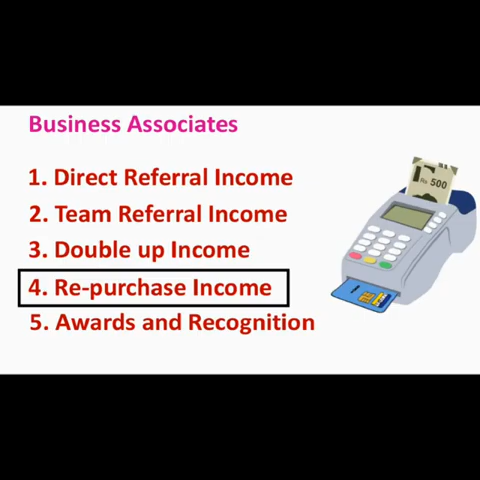 Business Associates
1. Direct Referral Income
2. Team Referral Income
3. Double up Income
4. Re-purchase Income
5. Awards and Recognition
Rs 500